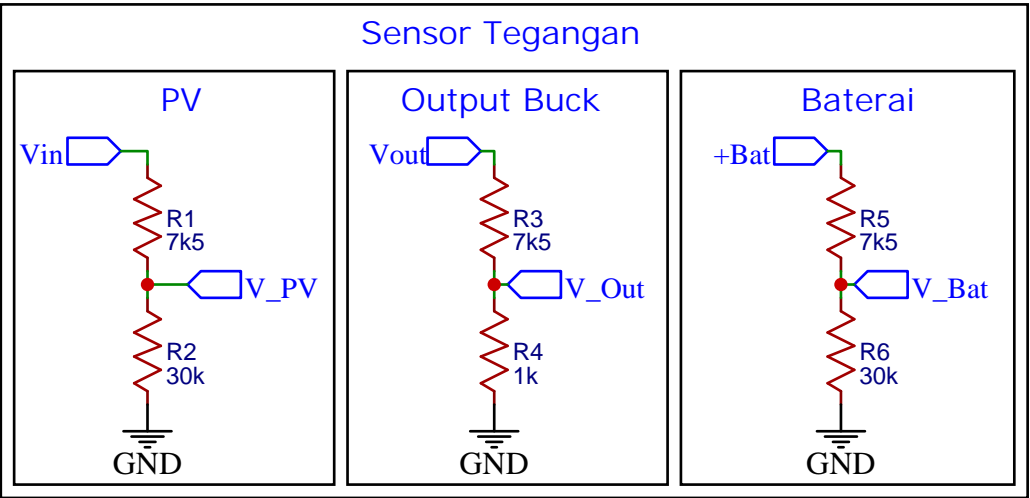 Sensor Tegangan
PV
Vin
R1
7k5
V_PV
R2
30k
GND
Output Buck
Vout
R3
7k5
V_Out
R4
1k
GND
Baterai
+Bat
R5
7k5
V_Bat
R6
30k
GND